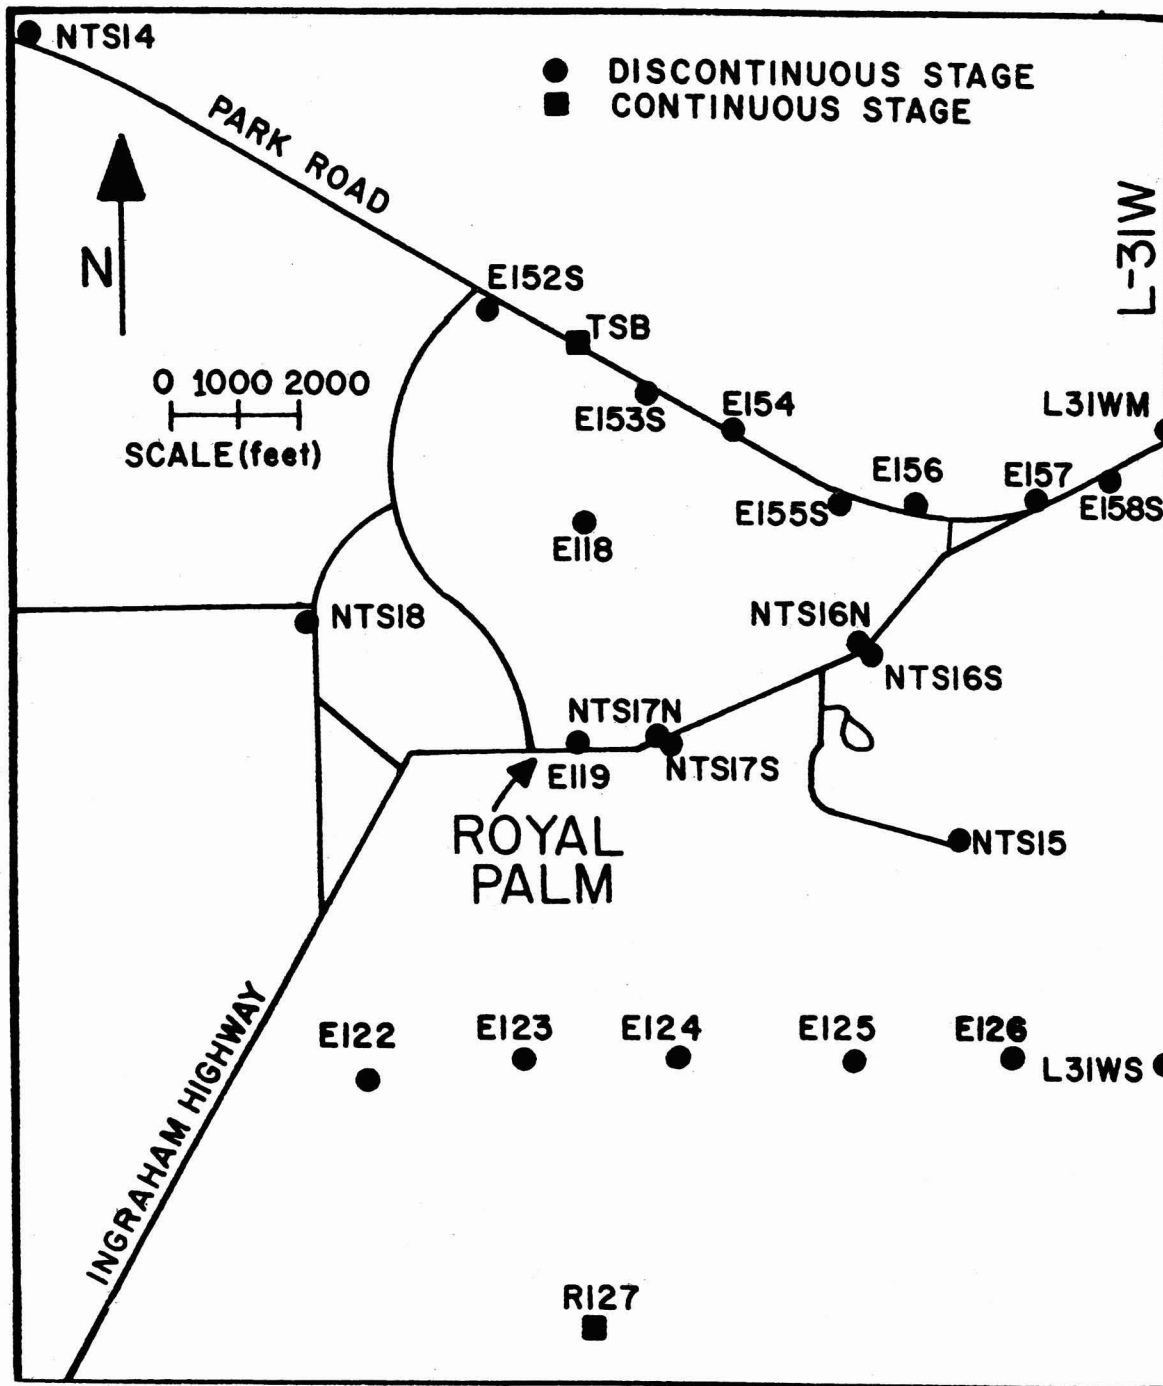 NTS14
DISCONTINUOUS STAGE
CONTINUOUS STAGE
PARK ROAD
L-31W
N
E152S
TSB
0 1000 2000
SCALE (feet)
E153S
E154
L31WM
E156
E157
E155S
E158S
E118
NTS18
NTS16N
NTS16S
NTS17N
NTS17S
E119
ROYAL
PALM
NTS15
INGRAHAM HIGHWAY
E122
E123
E124
E125
E126
L31WS
R127